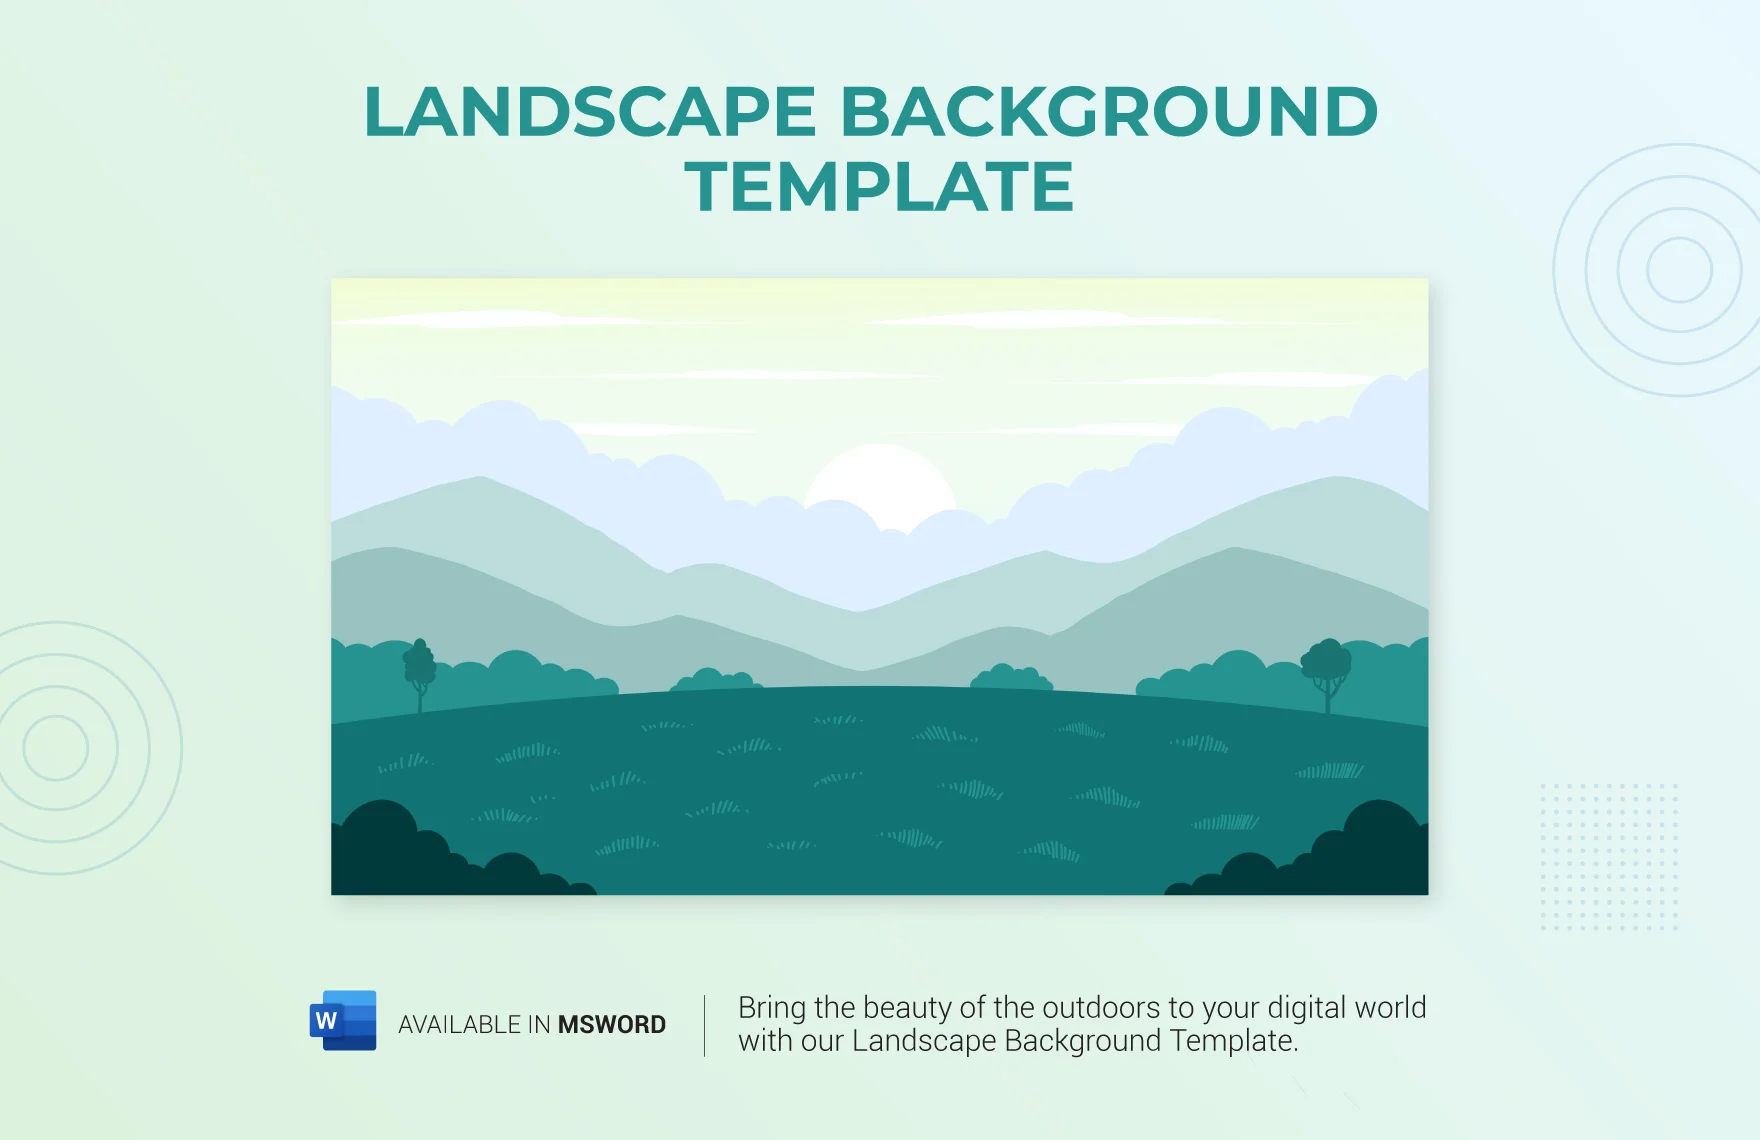 LANDSCAPE BACKGROUND
TEMPLATE
W
AVAILABLE IN MSWORD
Bring the beauty of the outdoors to your digital world
with our Landscape Background Template.